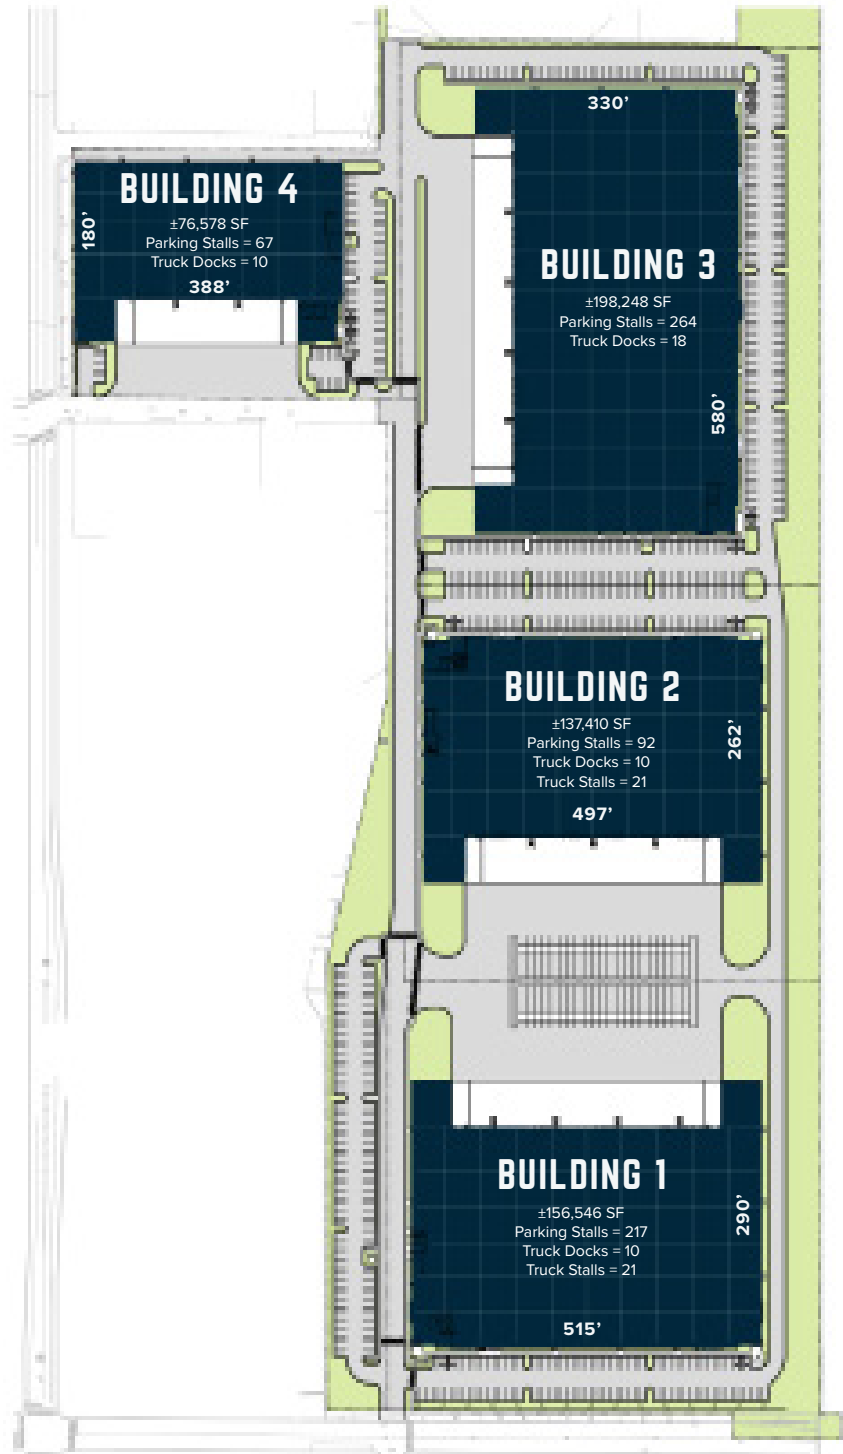 330’
BUILDING 4
±76,578 SF
Parking Stalls = 67
Truck Docks = 10
388’
180’
BUILDING 3
±198,248 SF
Parking Stalls = 264
Truck Docks = 18
580’
BUILDING 2
±137,410 SF
Parking Stalls = 92
Truck Docks = 10
Truck Stalls = 21
497’
262’
BUILDING 1
±156,546 SF
Parking Stalls = 217
Truck Docks = 10
Truck Stalls = 21
290’
515’